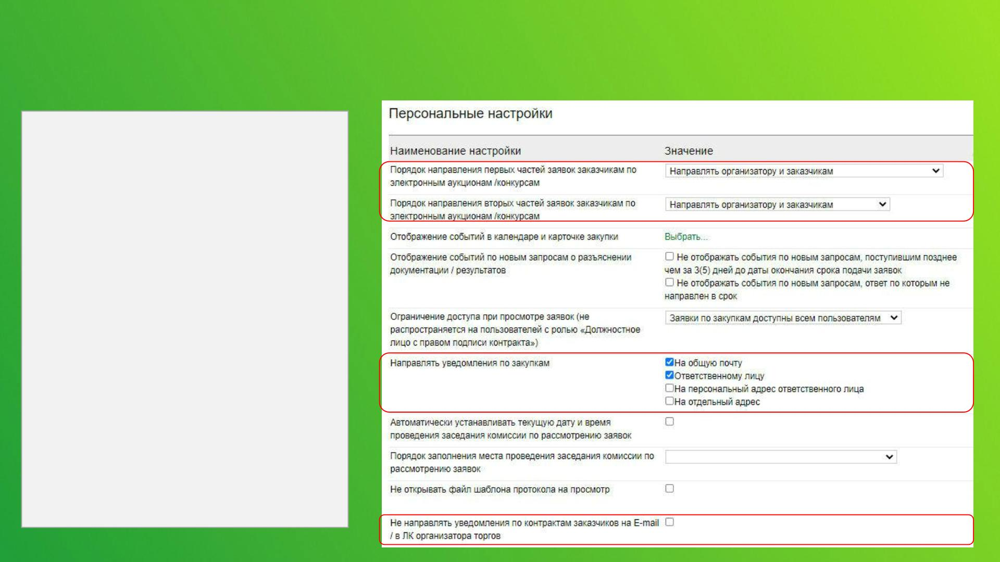 Персональные настройки
Наименование настройки
Значение
Порядок направления первых частей заявок заказчикам по
электронным аукционам /конкурсам
Направлять организатору и заказчикам
Порядок направления вторых частей заявок заказчикам по
электронным аукционам /конкурсам
Направлять организатору и заказчикам
Отображение событий в календаре и карточке закупки
Выбрать...
Отображение событий по новым запросам о разъяснении
документации / результатов
Не отображать события по новым запросам, поступившим позднее
чем за 3(5) дней до даты окончания срока подачи заявок
Не отображать события по новым запросам, ответ по которым не
направлен в срок
Ограничение доступа при просмотре заявок (не
распространяется на пользователей с ролью «Должностное
лицо с правом подписи контракта»)
Заявки по закупкам доступны всем пользователям
Направлять уведомления по закупкам
На общую почту
Ответственному лицу
На персональный адрес ответственного лица
На отдельный адрес
Автоматически устанавливать текущую дату и время
проведения заседания комиссии по рассмотрению заявок
Порядок заполнения места проведения заседания комиссии по
рассмотрению заявок
Не открывать файл шаблона протокола на просмотр
Не направлять уведомления по контрактам заказчиков на E-mail
/ в ЛК организатора торгов